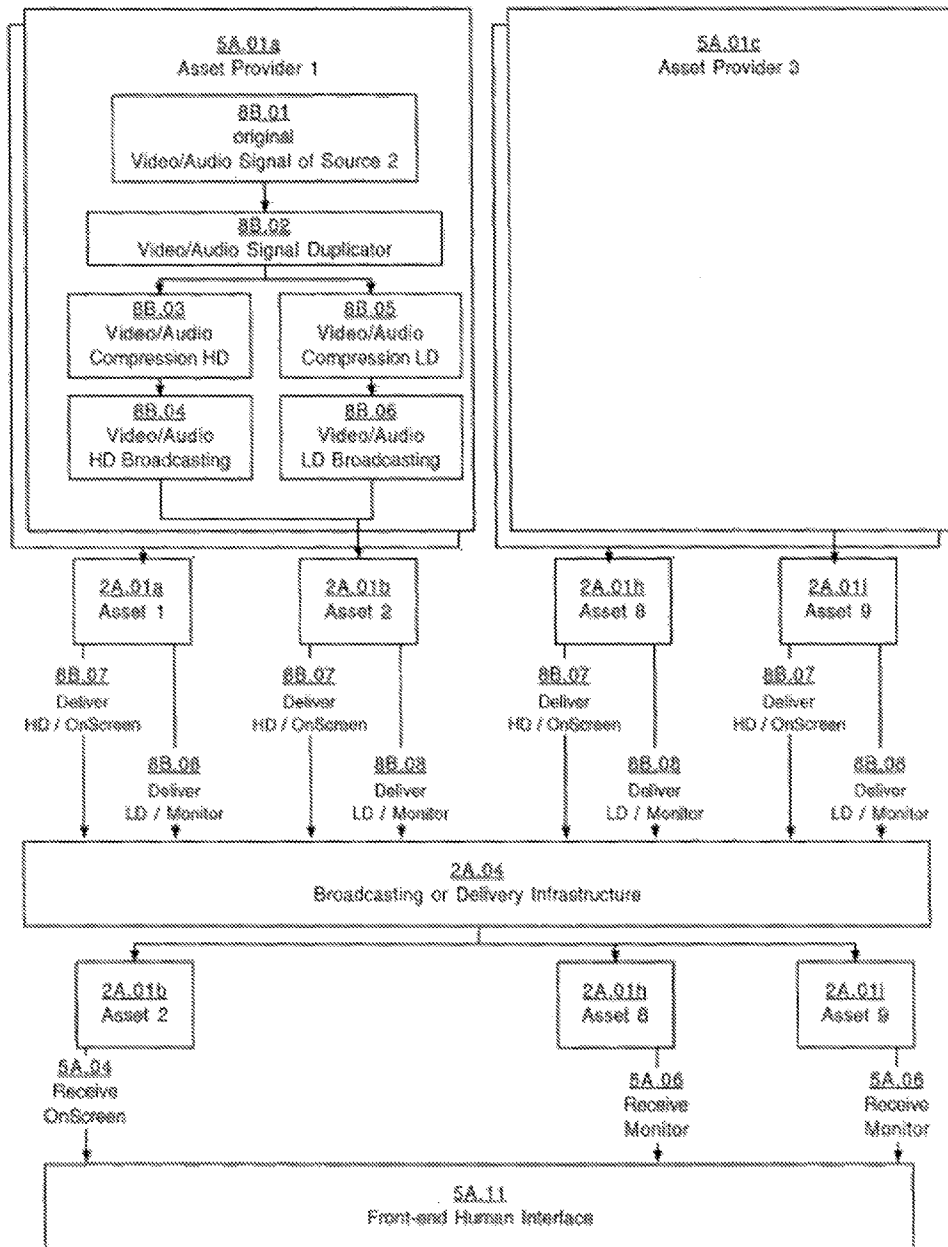 5A.01a
Asset Provider 1
5A.01c
Asset Provider 3
8B.01
original
Video/Audio Signal of Source 2
8B.02
Video/Audio Signal Duplicator
8B.03
Video/Audio
Compression HD
8B.05
Video/Audio
Compression LD
8B.04
Video/Audio
HD Broadcasting
8B.06
Video/Audio
LD Broadcasting
2A.01a
Asset 1
2A.01b
Asset 2
2A.01h
Asset 8
2A.01i
Asset 9
8B.07
Deliver
HD / OnScreen
8B.07
Deliver
HD / OnScreen
8B.07
Deliver
HD / OnScreen
8B.07
Deliver
HD / OnScreen
8B.08
Deliver
LD / Monitor
8B.08
Deliver
LD / Monitor
8B.08
Deliver
LD / Monitor
8B.08
Deliver
LD / Monitor
2A.04
Broadcasting or Delivery Infrastructure
2A.01b
Asset 2
2A.01h
Asset 8
2A.01i
Asset 9
5A.04
Receive
OnScreen
5A.06
Receive
Monitor
5A.06
Receive
Monitor
5A.11
Front-end Human Interface